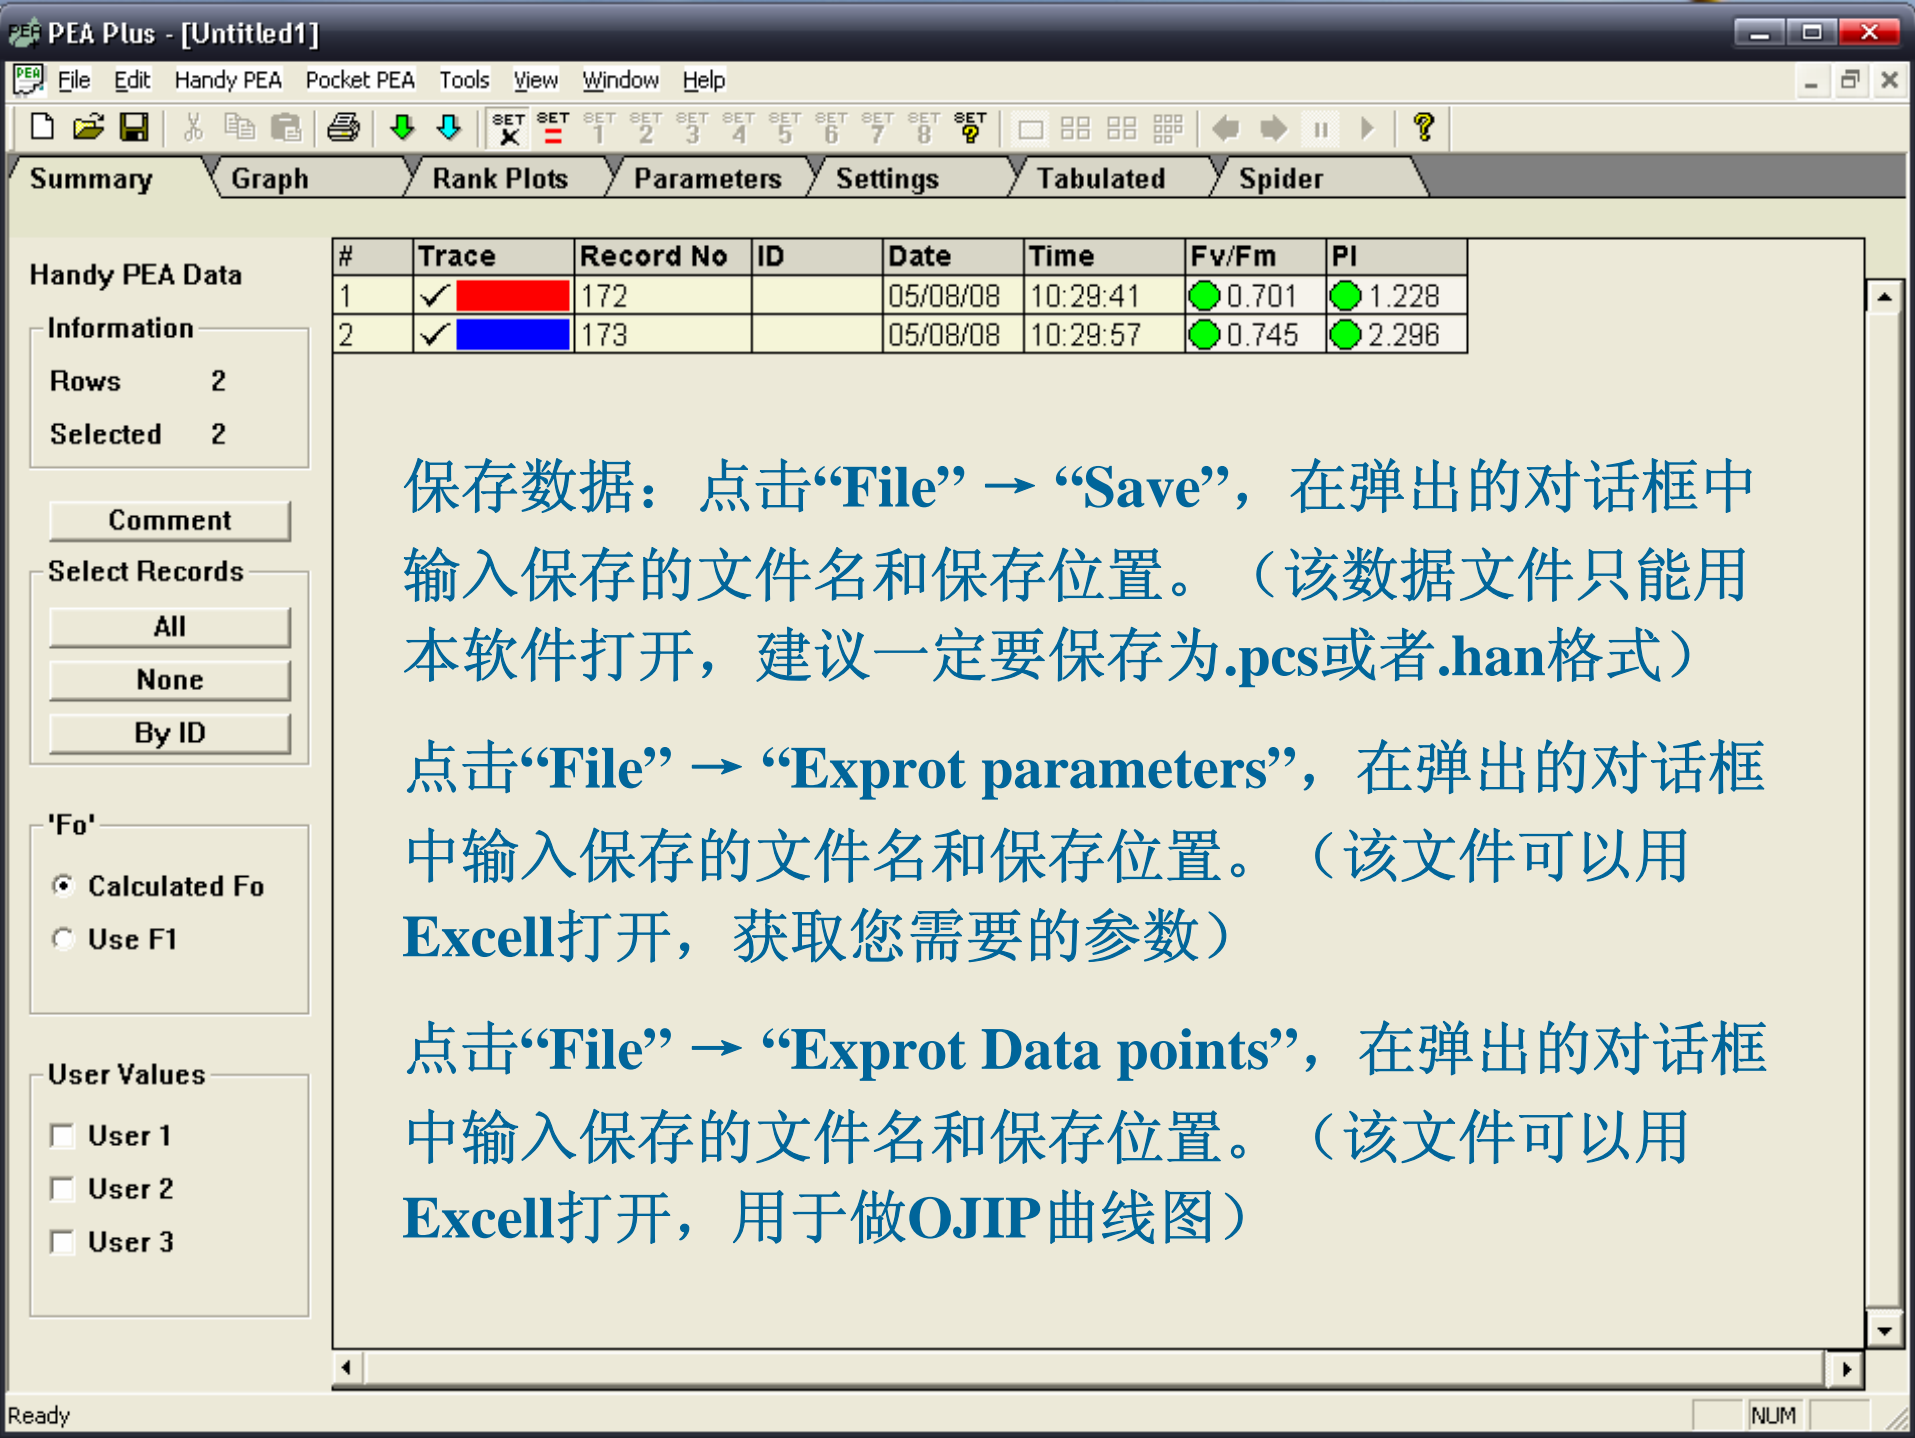 PEA Plus - [Untitled1]
File Edit Handy PEA Pocket PEA Tools View Window Help
SET SET SET 1 SET 2 SET 3 SET 4 SET 5 SET 6 SET 7 SET 8 SET ?
Summary Graph Rank Plots Parameters Settings Tabulated Spider
Handy PEA Data
Information
Rows 2
Selected 2
Comment
Select Records
All
None
By ID
'Fo'
Calculated Fo
Use F1
User Values
User 1
User 2
User 3
# Trace Record No ID Date Time Fv/Fm PI
1 172 05/08/08 10:29:41 0.701 1.228
2 173 05/08/08 10:29:57 0.745 2.296
保存数据：点击“File” → “Save”，在弹出的对话框中
输入保存的文件名和保存位置。（该数据文件只能用
本软件打开，建议一定要保存为.pcs或者.han格式）
点击“File” → “Exprot parameters”，在弹出的对话框
中输入保存的文件名和保存位置。（该文件可以用
Excell打开，获取您需要的参数）
点击“File” → “Exprot Data points”，在弹出的对话框
中输入保存的文件名和保存位置。（该文件可以用
Excell打开，用于做OJIP曲线图）
Ready NUM